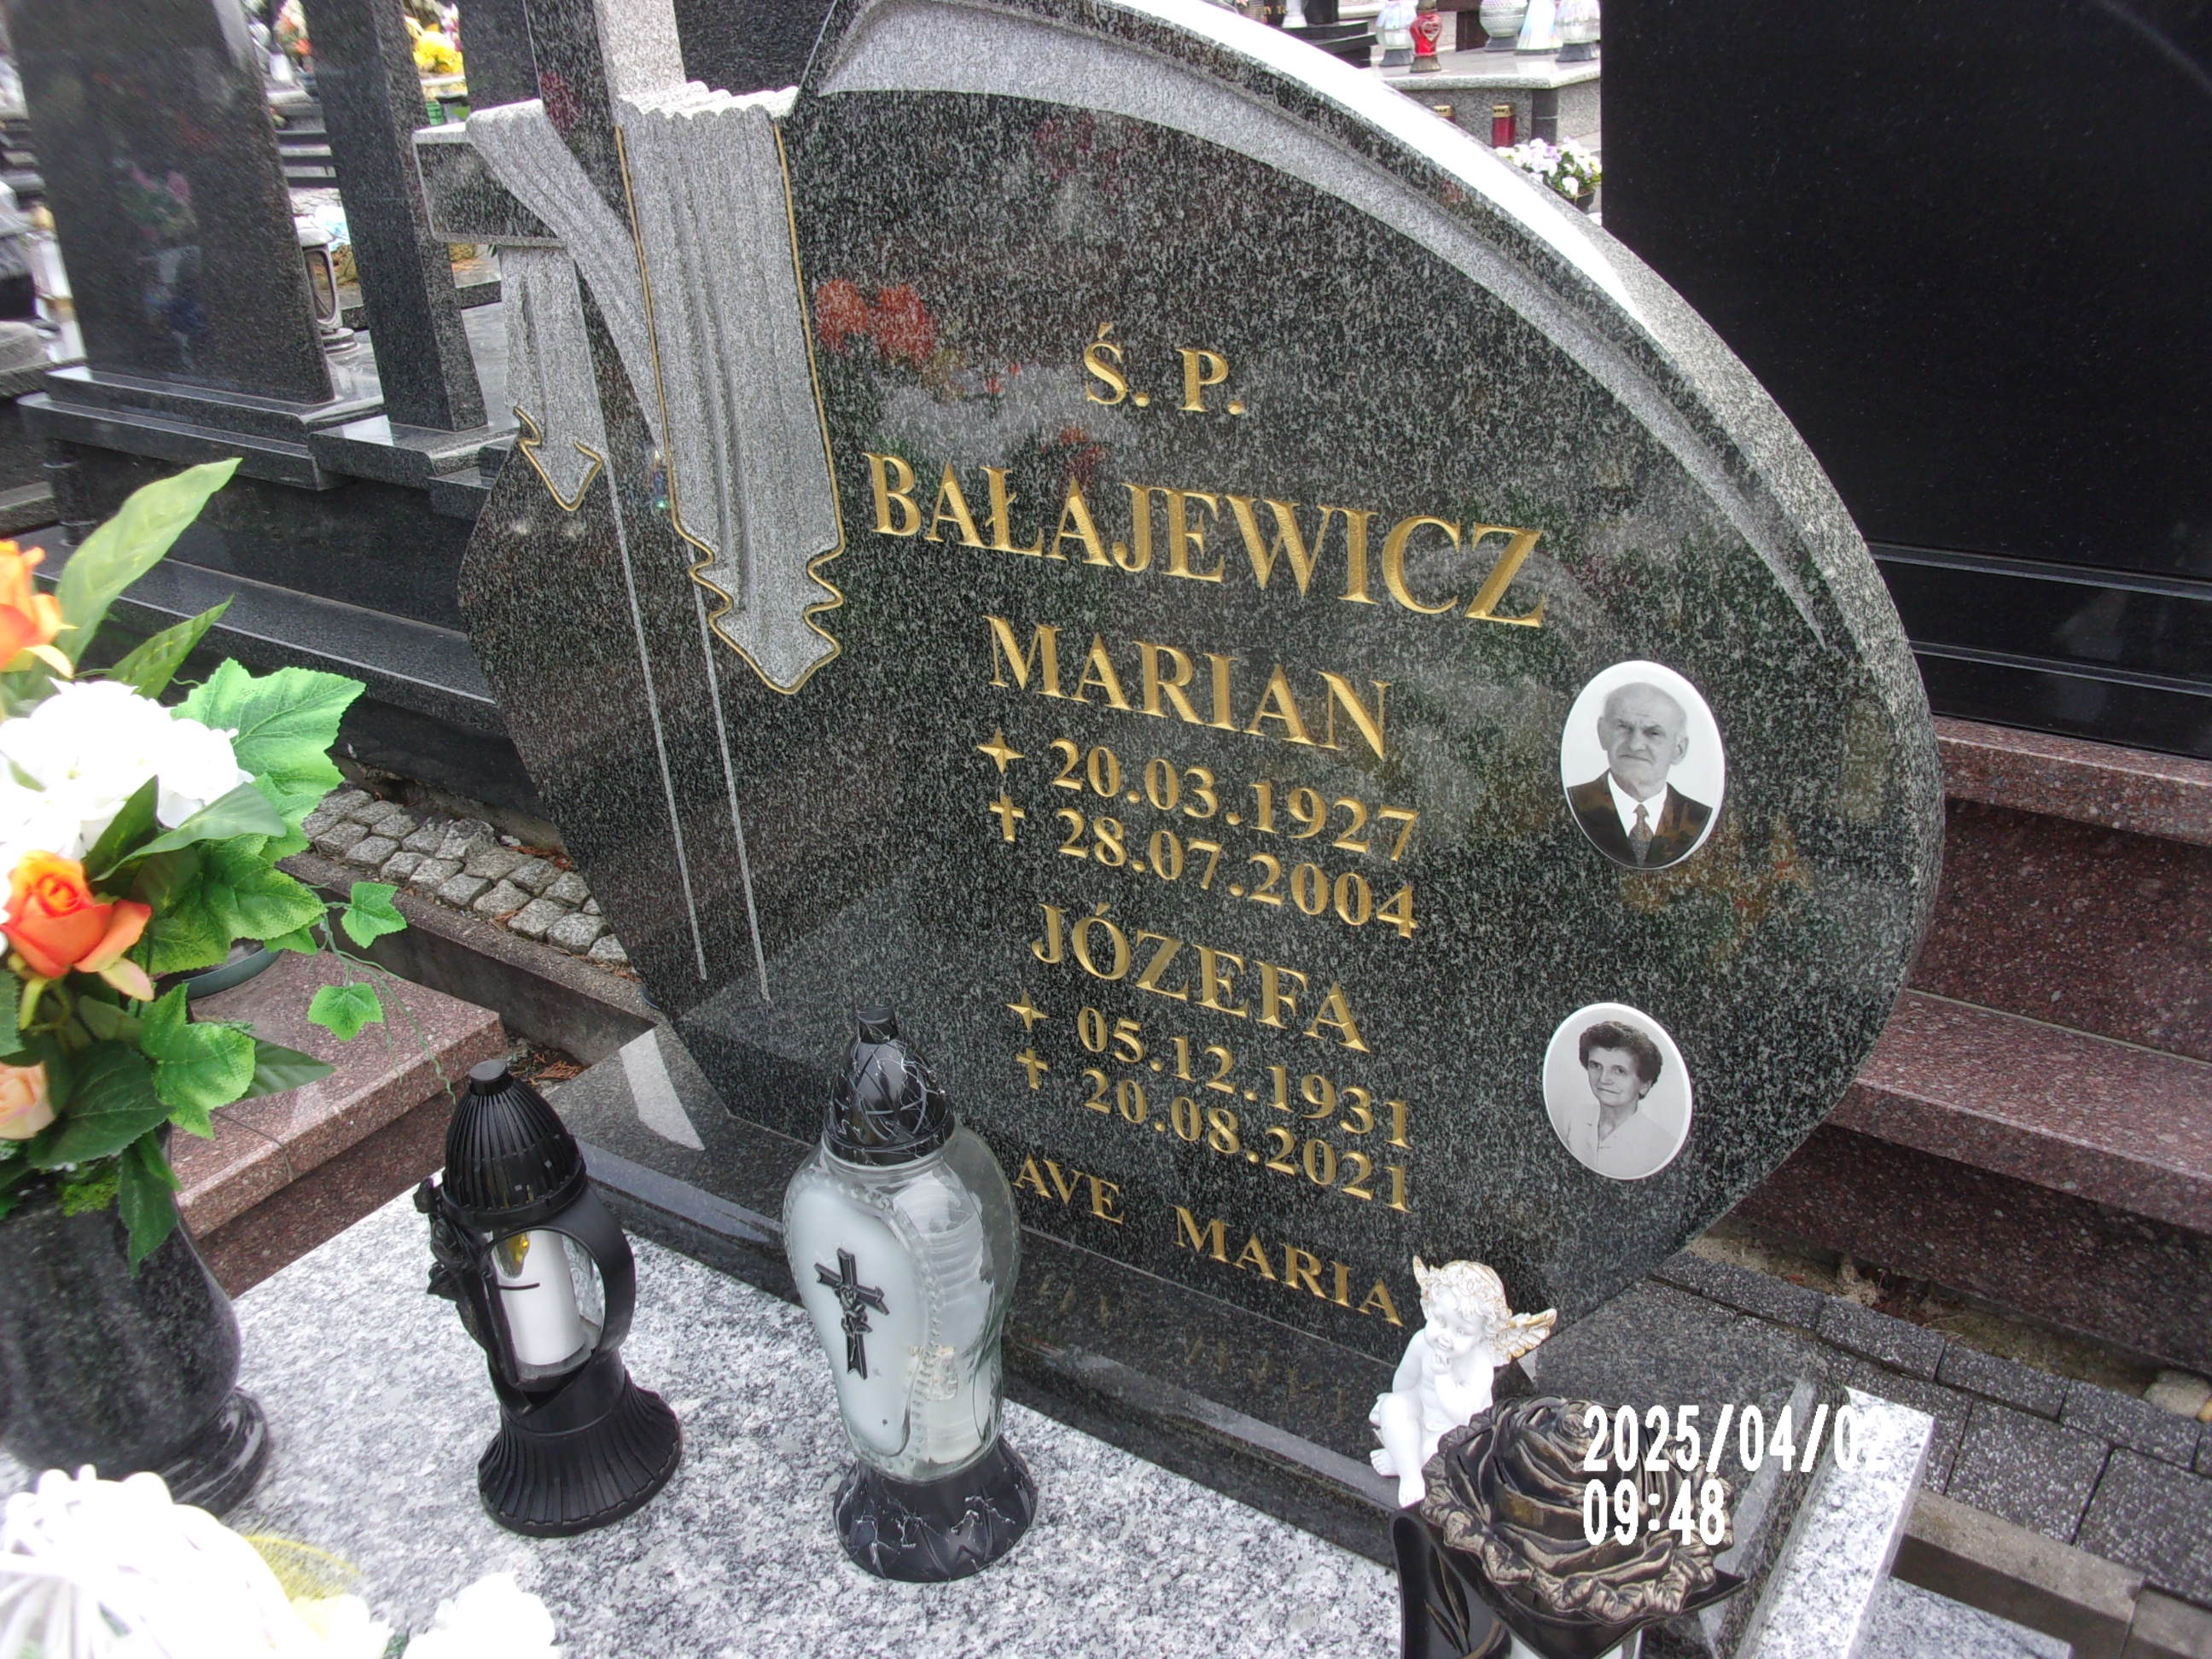 Ś. P.
BAŁAJEWICZ
MARIAN
20.03.1927
28.07.2004
JÓZEFA
05.12.1931
20.08.2021
AVE MARIA
2025/04/02
09:48